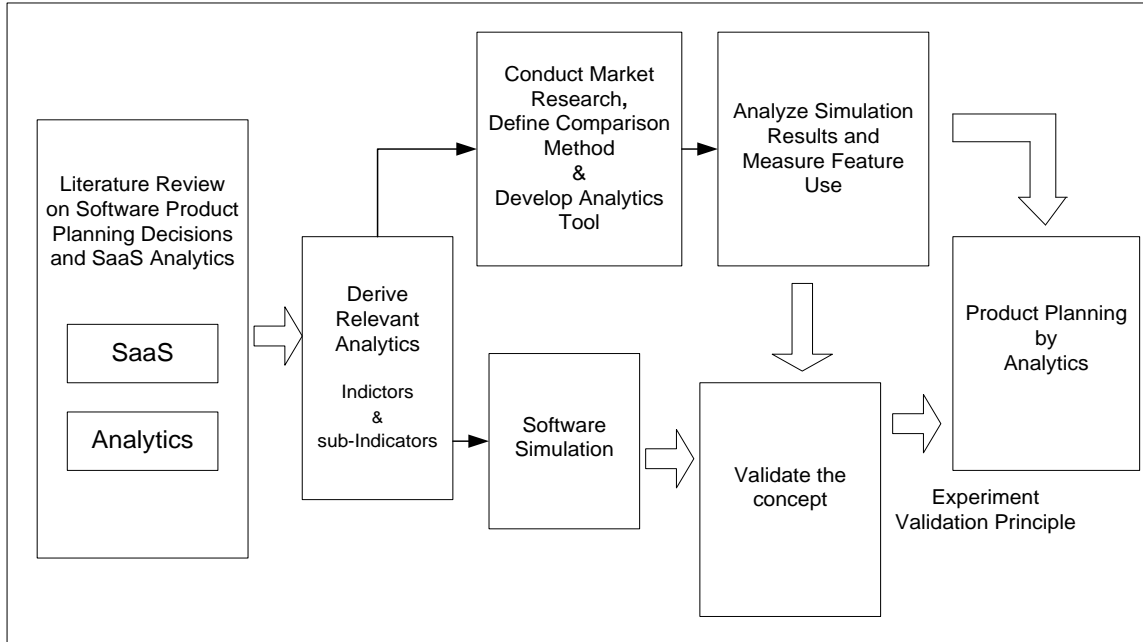 Literature Review
on Software Product
Planning Decisions
and SaaS Analytics
SaaS
Analytics
Derive
Relevant
Analytics
Indictors
&
sub-Indicators
Conduct Market
Research,
Define Comparison
Method
&
Develop Analytics
Tool
Analyze Simulation
Results and
Measure Feature
Use
Software
Simulation
Validate the
concept
Product Planning
by
Analytics
Experiment
Validation Principle